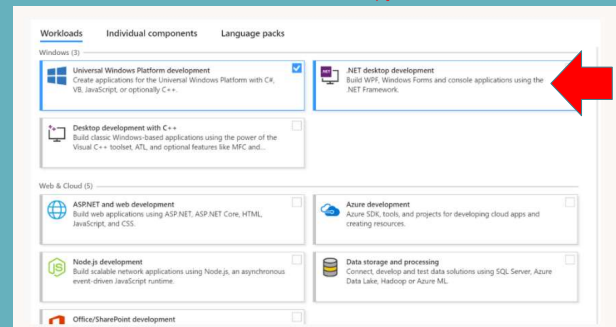 Workloads Individual components Language packs
Windows (3)
Universal Windows Platform development
Create applications for the Universal Windows Platform with C#,
VB, JavaScript, or optionally C++.
.NET desktop development
Build WPF, Windows Forms and console applications using the
.NET Framework.
Desktop development with C++
Build classic Windows-based applications using the power of the
Visual C++ toolset, ATL, and optional features like MFC and...
Web & Cloud (5)
ASP.NET and web development
Build web applications using ASP.NET, ASP.NET Core, HTML,
JavaScript, and CSS.
Azure development
Azure SDK, tools, and projects for developing cloud apps and
creating resources.
Node.js development
Build scalable network applications using Node.js, an asynchronous
event-driven JavaScript runtime.
Data storage and processing
Connect, develop and test data solutions using SQL Server, Azure
Data Lake, Hadoop or Azure ML.
Office/SharePoint development